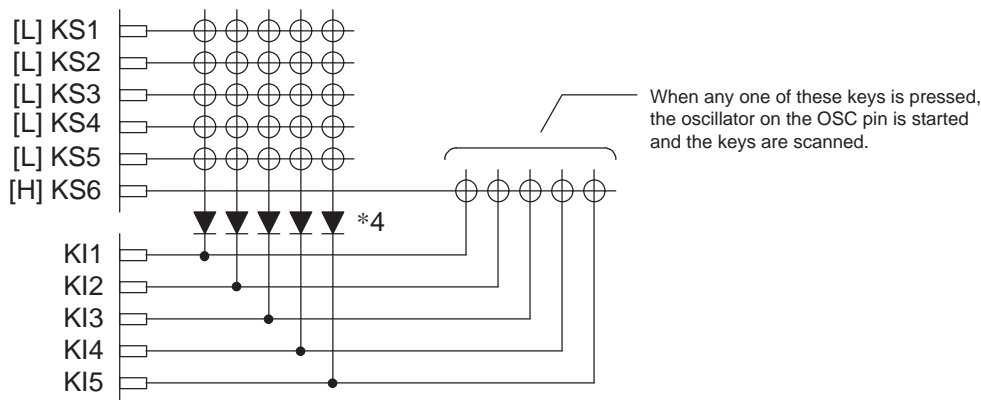 [L] KS1
[L] KS2
[L] KS3
[L] KS4
[L] KS5
[H] KS6
When any one of these keys is pressed,
the oscillator on the OSC pin is started
and the keys are scanned.
*4
KI1
KI2
KI3
KI4
KI5